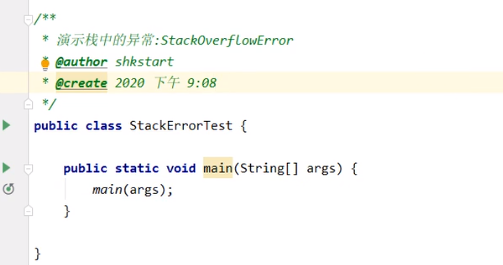 /**
 * 演示栈中的异常:StackOverflowError
 * @author shkstart
 * @create 2020 下午 9:08
 */
public class StackErrorTest {
    public static void main(String[] args) {
        main(args);
    }
}